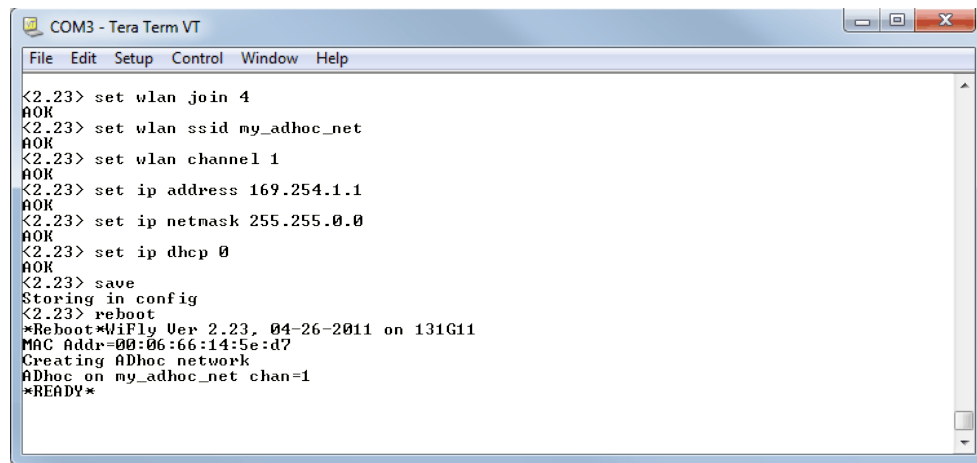 COM3 - Tera Term VT
File Edit Setup Control Window Help
<2.23> set wlan join 4
AOK
<2.23> set wlan ssid my_adhoc_net
AOK
<2.23> set wlan channel 1
AOK
<2.23> set ip address 169.254.1.1
AOK
<2.23> set ip netmask 255.255.0.0
AOK
<2.23> set ip dhcp 0
AOK
<2.23> save
Storing in config
<2.23> reboot
*Reboot*WiFly Ver 2.23, 04-26-2011 on 131G11
MAC Addr=00:06:66:14:5e:d7
Creating ADhoc network
ADhoc on my_adhoc_net chan=1
*READY*